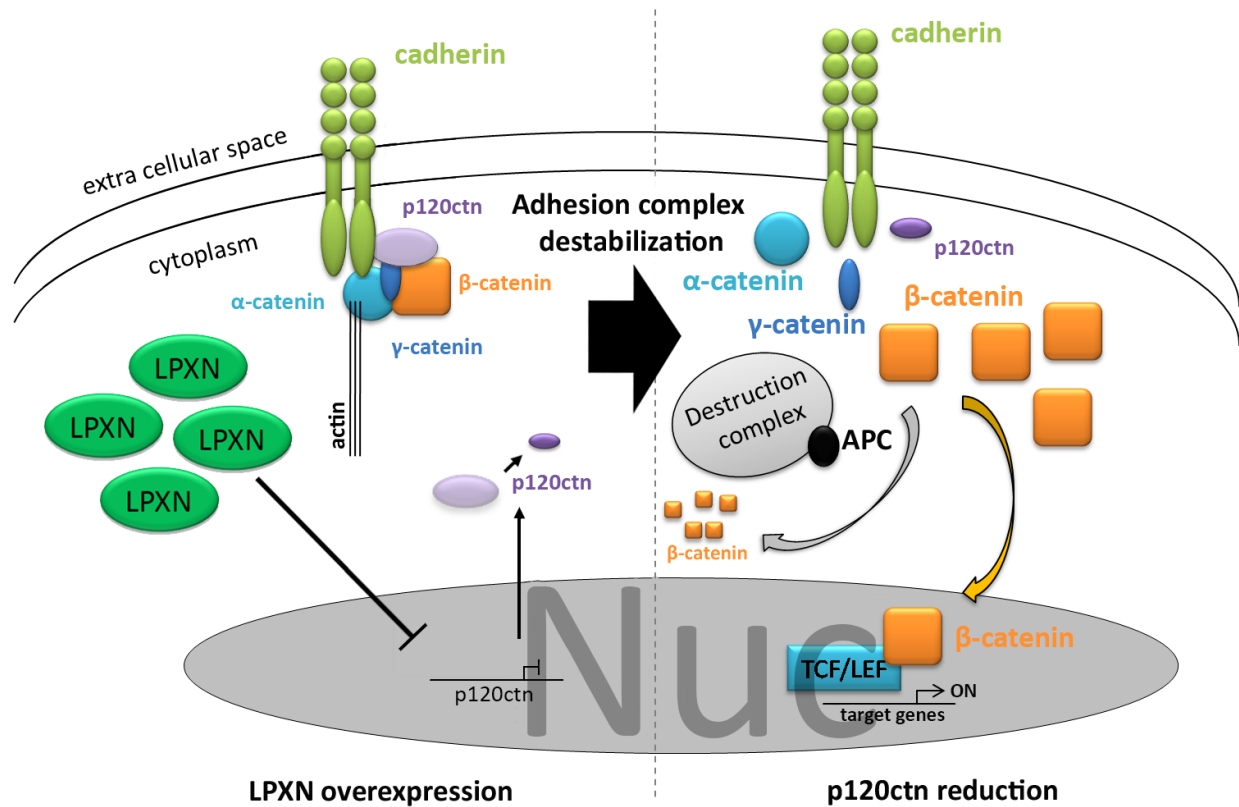 cadherin
extra cellular space
cytoplasm
p120ctn
α-catenin
β-catenin
γ-catenin
actin
LPXN
LPXN
LPXN
LPXN
p120ctn
p120ctn
Adhesion complex
destabilization
cadherin
p120ctn
α-catenin
γ-catenin
β-catenin
Destruction
complex
APC
β-catenin
Nuc
β-catenin
TCF/LEF
ON
target genes
LPXN overexpression
p120ctn reduction